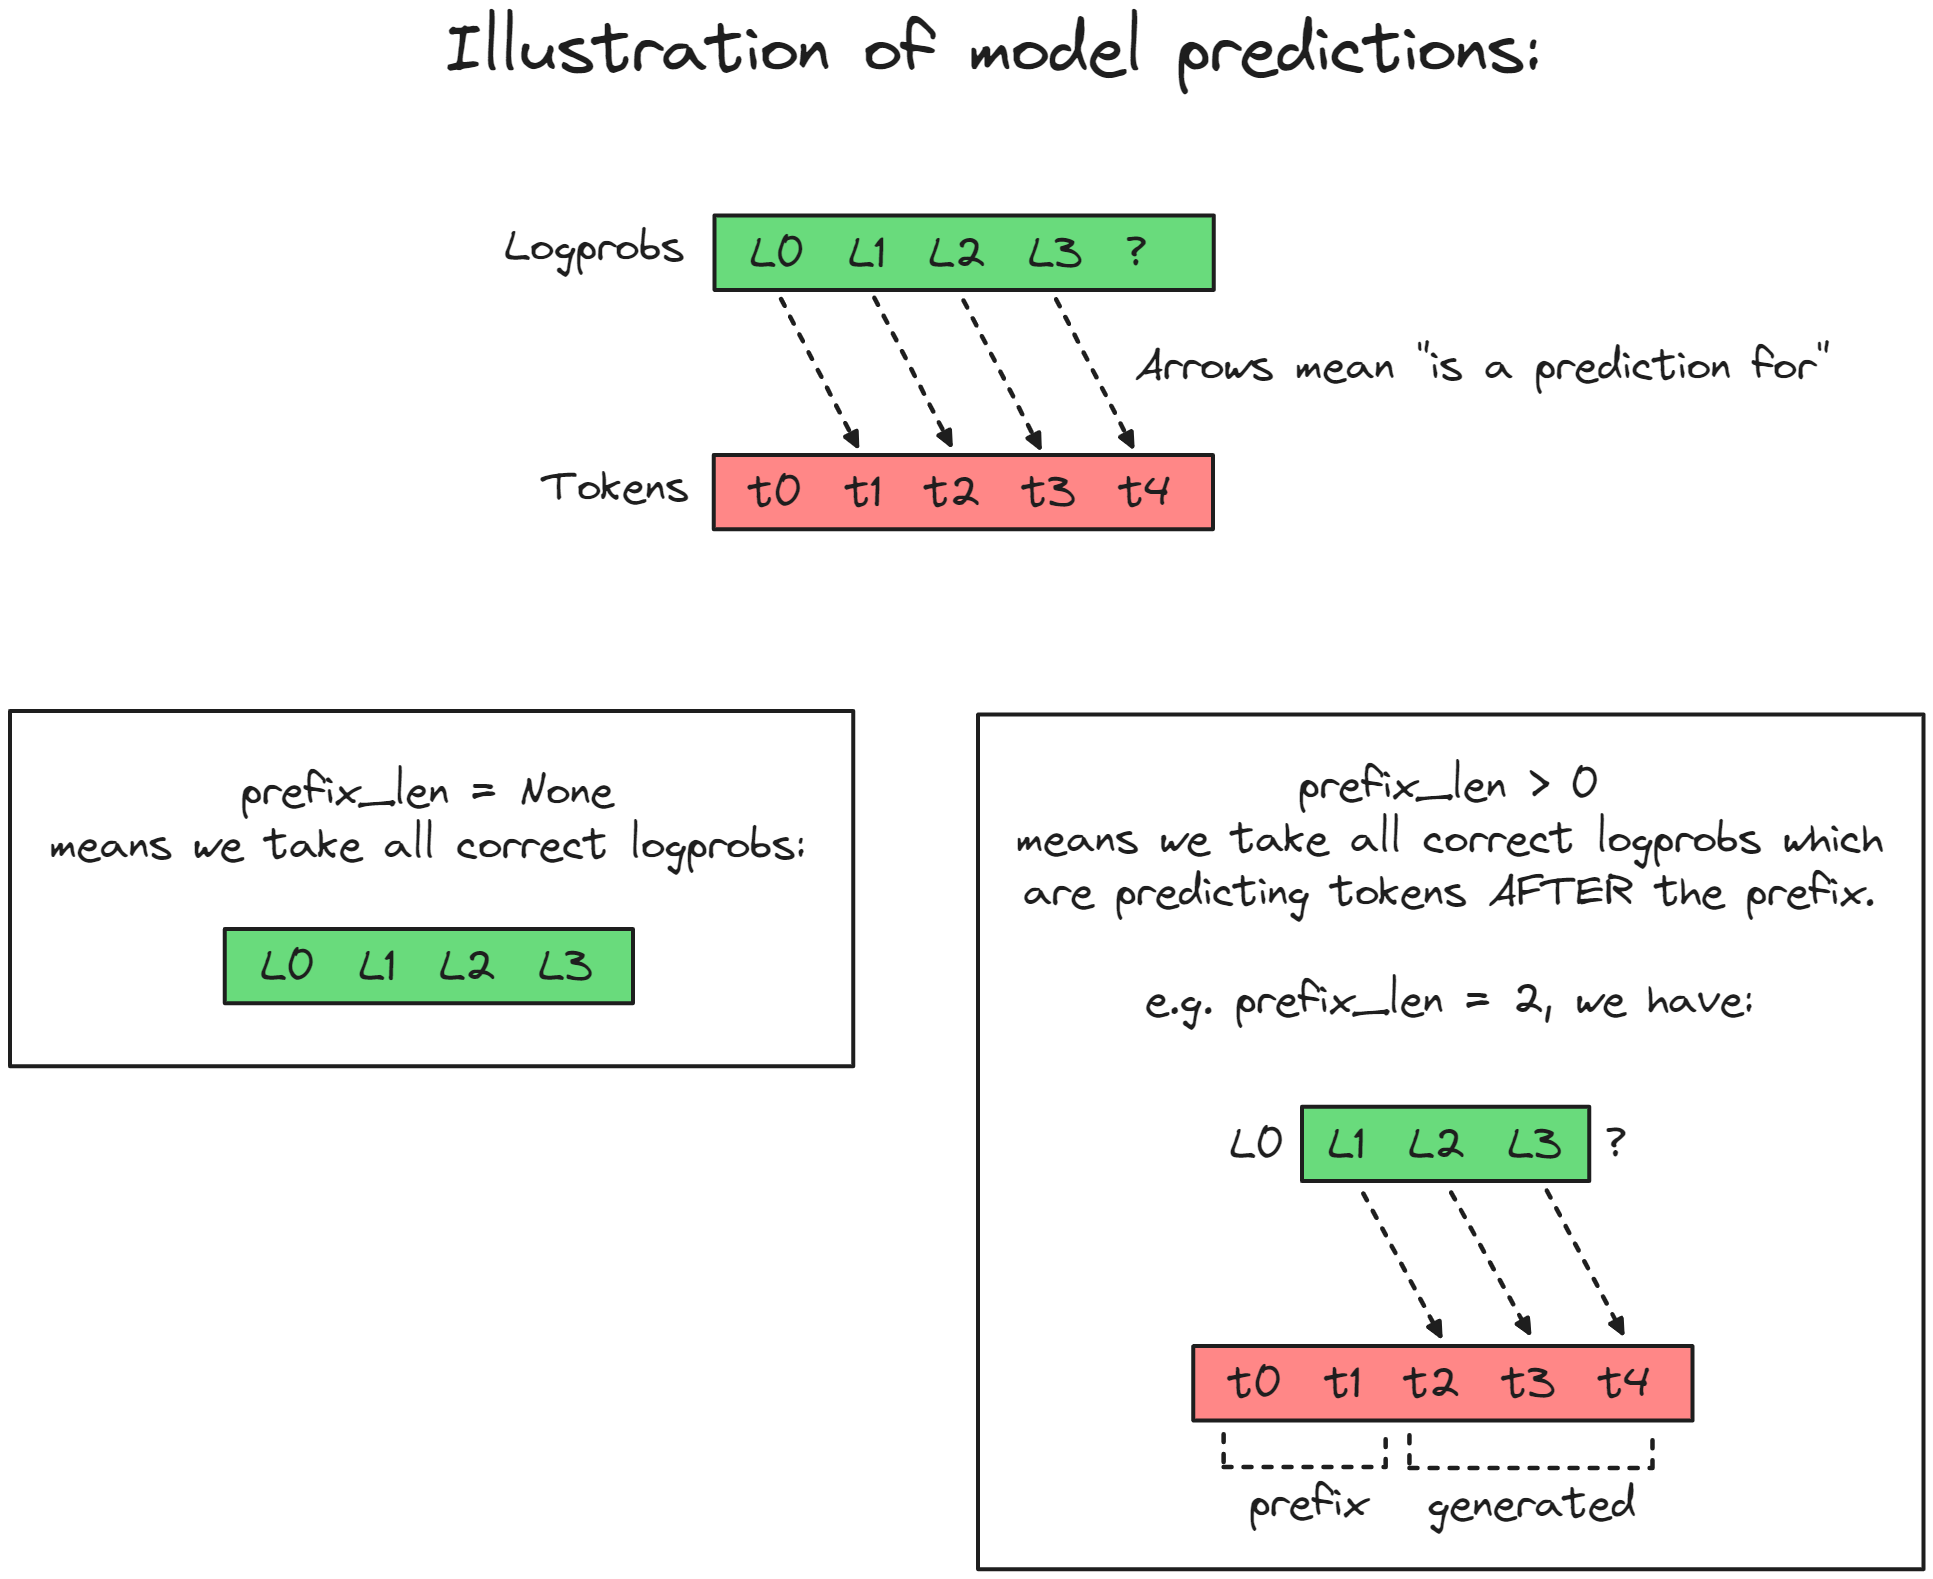 Illustration of model predictions:
Logprobs
L0 L1 L2 L3 ?
Arrows mean "is a prediction for"
Tokens
t0 t1 t2 t3 t4
prefix_len = None
means we take all correct logprobs:
L0 L1 L2 L3
prefix_len > 0
means we take all correct logprobs which
are predicting tokens AFTER the prefix.
e.g. prefix_len = 2, we have:
L0 L1 L2 L3 ?
t0 t1 t2 t3 t4
prefix generated